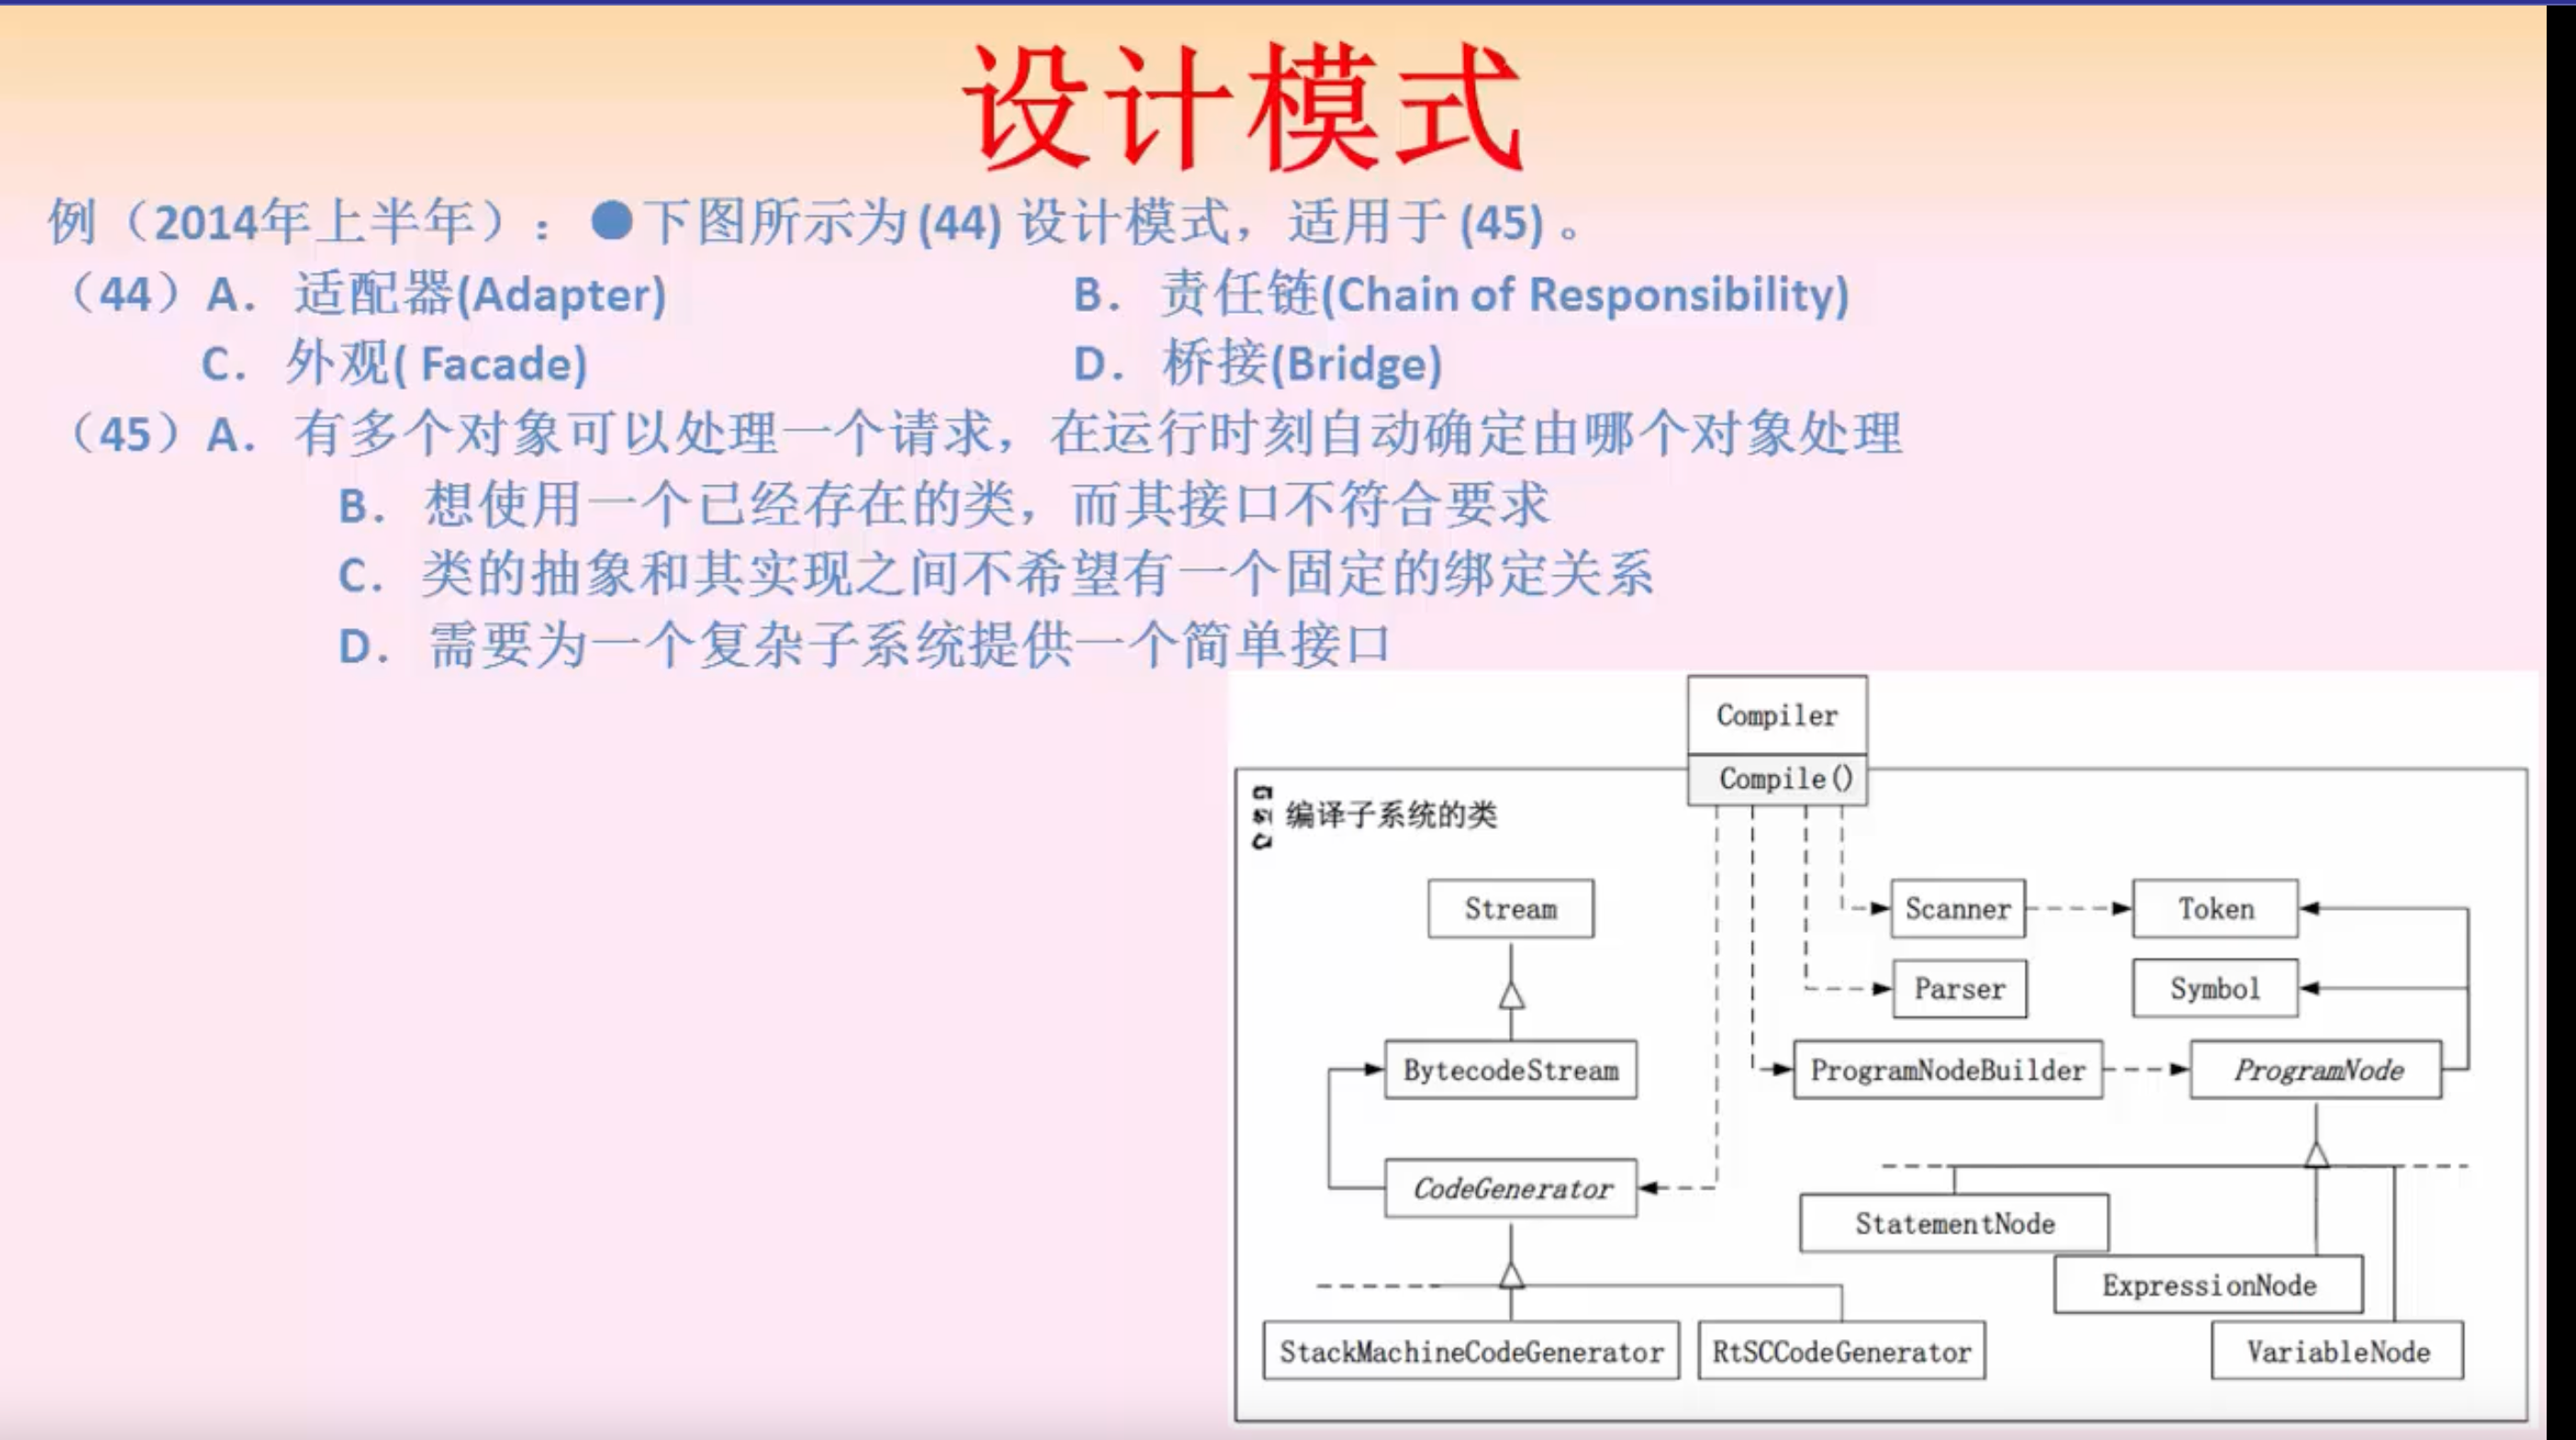 设计模式
例（2014年上半年）：●下图所示为 (44) 设计模式，适用于 (45) 。
（44）A． 适配器(Adapter) B． 责任链(Chain of Responsibility)
C． 外观( Facade) D． 桥接(Bridge)
（45）A． 有多个对象可以处理一个请求，在运行时刻自动确定由哪个对象处理
B． 想使用一个已经存在的类，而其接口不符合要求
C． 类的抽象和其实现之间不希望有一个固定的绑定关系
D． 需要为一个复杂子系统提供一个简单接口
Compiler
Compile()
编译子系统的类
Stream
Scanner
Token
Parser
Symbol
BytecodeStream
ProgramNodeBuilder
ProgramNode
CodeGenerator
StatementNode
ExpressionNode
StackMachineCodeGenerator
RtSCCodeGenerator
VariableNode